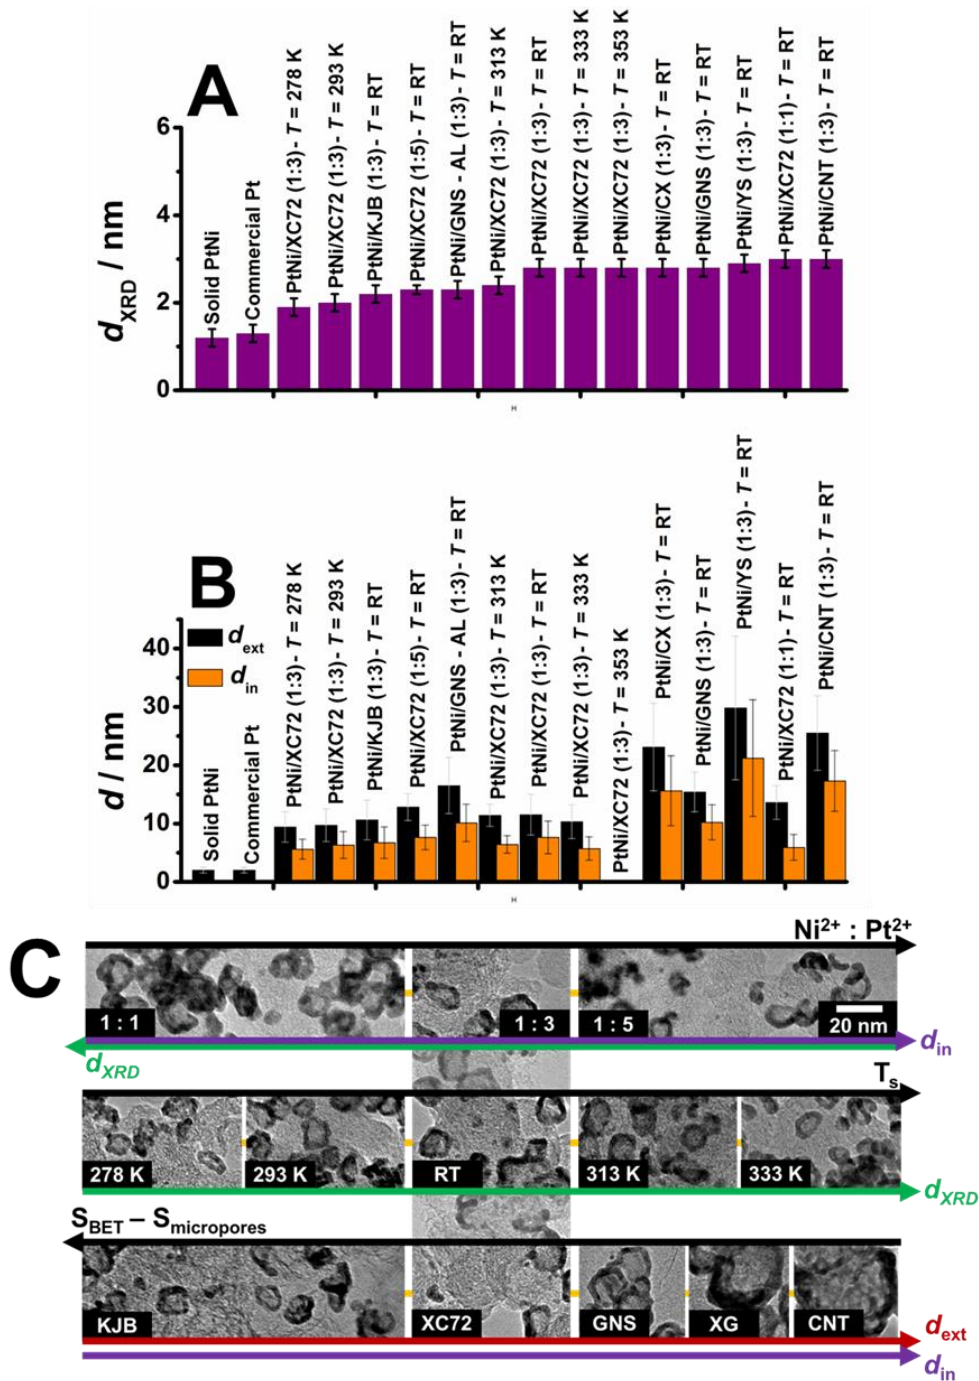 A
d_XRD / nm
6
4
2
0
Solid PtNi
Commercial Pt
PtNi/XC72 (1:3)- T = 278 K
PtNi/XC72 (1:3)- T = 293 K
PtNi/KJB (1:3)- T = RT
PtNi/XC72 (1:5)- T = RT
PtNi/GNS - AL (1:3)- T = RT
PtNi/XC72 (1:3)- T = 313 K
PtNi/XC72 (1:3)- T = RT
PtNi/XC72 (1:3)- T = 333 K
PtNi/XC72 (1:3)- T = 353 K
PtNi/CX (1:3)- T = RT
PtNi/GNS (1:3)- T = RT
PtNi/YS (1:3)- T = RT
PtNi/XC72 (1:1)- T = RT
PtNi/CNT (1:3)- T = RT
H
B
d / nm
40
30
20
10
0
d_ext
d_in
Solid PtNi
Commercial Pt
PtNi/XC72 (1:3)- T = 278 K
PtNi/XC72 (1:3)- T = 293 K
PtNi/KJB (1:3)- T = RT
PtNi/XC72 (1:5)- T = RT
PtNi/GNS - AL (1:3)- T = RT
PtNi/XC72 (1:3)- T = 313 K
PtNi/XC72 (1:3)- T = RT
PtNi/XC72 (1:3)- T = 333 K
PtNi/XC72 (1:3)- T = 353 K
PtNi/CX (1:3)- T = RT
PtNi/GNS (1:3)- T = RT
PtNi/YS (1:3)- T = RT
PtNi/XC72 (1:1)- T = RT
PtNi/CNT (1:3)- T = RT
H
C
Ni²⁺ : Pt²⁺
1 : 1
1 : 3
1 : 5
20 nm
d_in
d_XRD
T_s
278 K
293 K
RT
313 K
333 K
d_XRD
S_BET – S_micropores
KJB
XC72
GNS
XG
CNT
d_ext
d_in